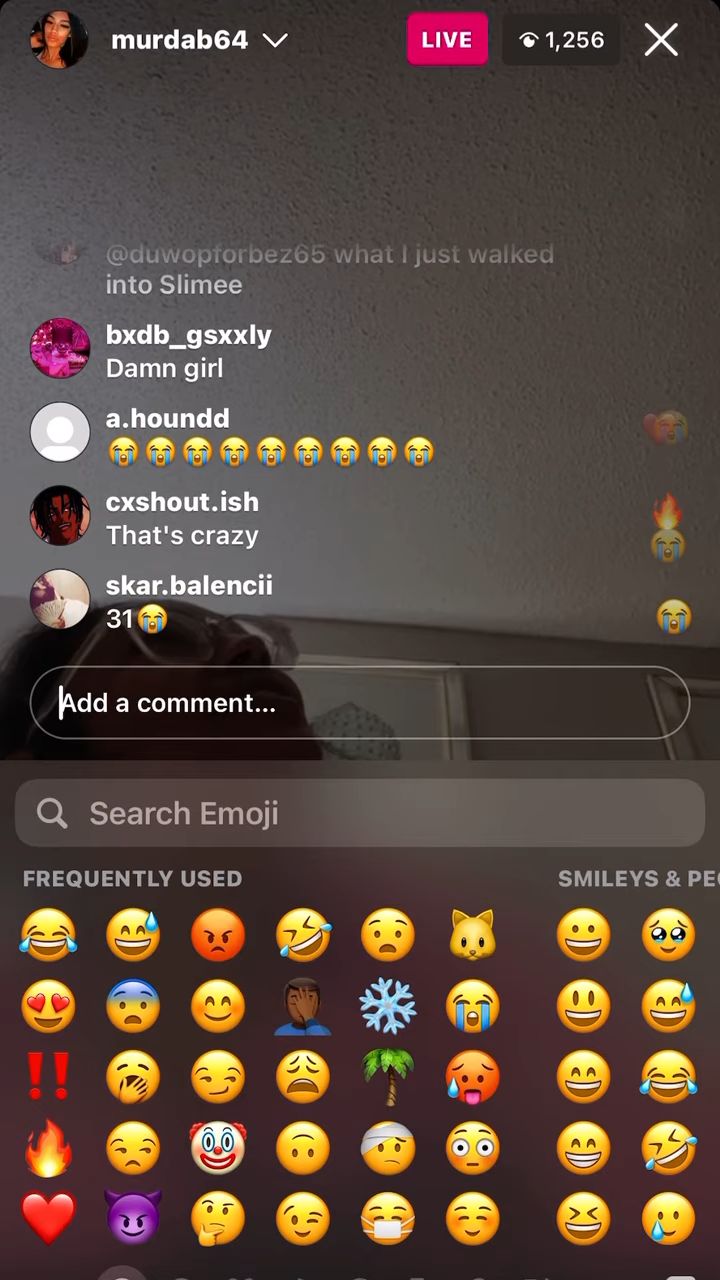 murdab64
LIVE
1,256
@duwopforbez65 what I just walked
into Slimee
bxdb_gsxxly
Damn girl
a.houndd
😭😭😭😭😭😭😭😭😭
cxshout.ish
That's crazy
skar.balencii
31😭
Add a comment...
Search Emoji
FREQUENTLY USED
SMILEYS & PEO